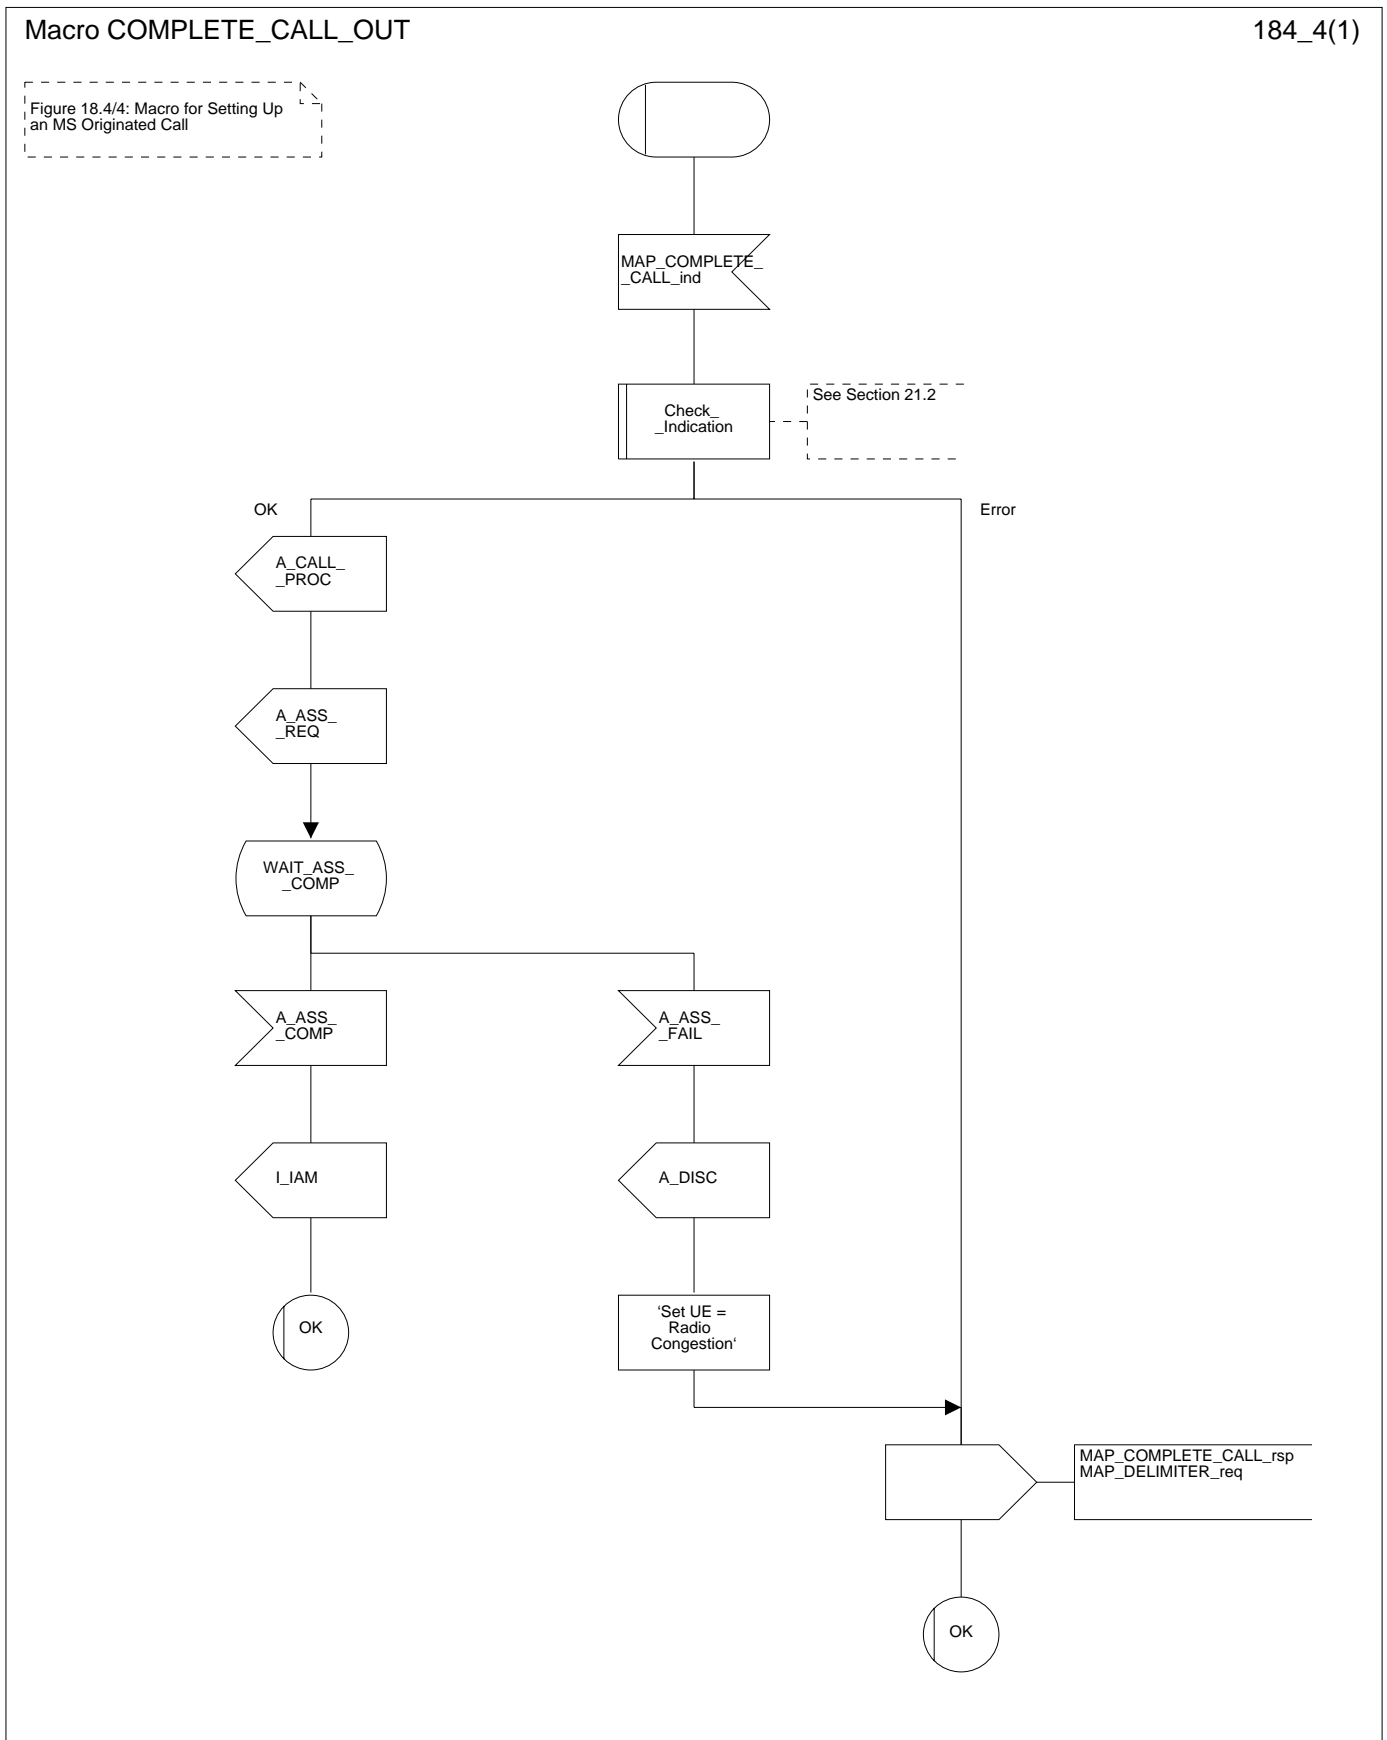 Macro COMPLETE_CALL_OUT
184_4(1)
Figure 18.4/4: Macro for Setting Up
an MS Originated Call
MAP_COMPLETE_
_CALL_ind
Check_
_Indication
See Section 21.2
OK
Error
A_CALL_
_PROC
A_ASS_
_REQ
WAIT_ASS_
_COMP
A_ASS_
_COMP
A_ASS_
_FAIL
I_IAM
A_DISC
OK
‘Set UE =
Radio
Congestion‘
MAP_COMPLETE_CALL_rsp
MAP_DELIMITER_req
OK